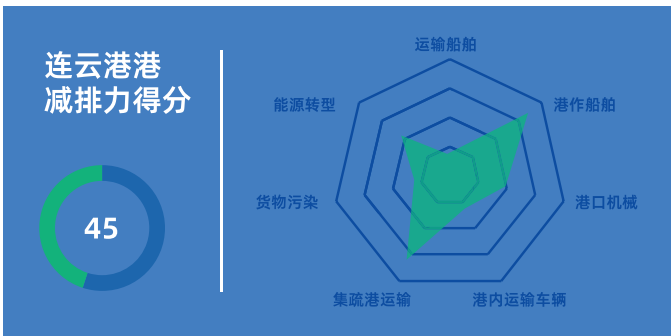 连云港港
减排力得分
45
运输船舶
能源转型
港作船舶
货物污染
港口机械
集疏港运输
港内运输车辆